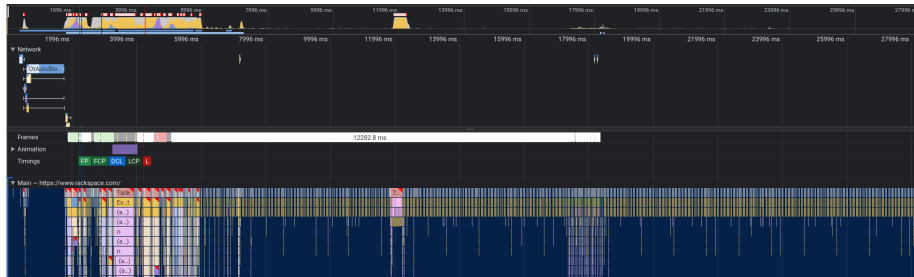 1996 ms 3996 ms 5996 ms 7996 ms 9996 ms 11996 ms 13996 ms 15996 ms 17996 ms 19996 ms 21996 ms 23996 ms 25996 ms 27996
1996 ms 3996 ms 5996 ms 7996 ms 9996 ms 11996 ms 13996 ms 15996 ms 17996 ms 19996 ms 21996 ms 23996 ms 25996 ms 27996 ms
Network
OtAutoBlo...
Frames
12282.8 ms
Animation
Timings
FP FCP DCL LCP L
Main — https://www.rackspace.com/
Task
Ev...t
(a...)
(a...)
n
(a...)
n
(a...)
(a...)